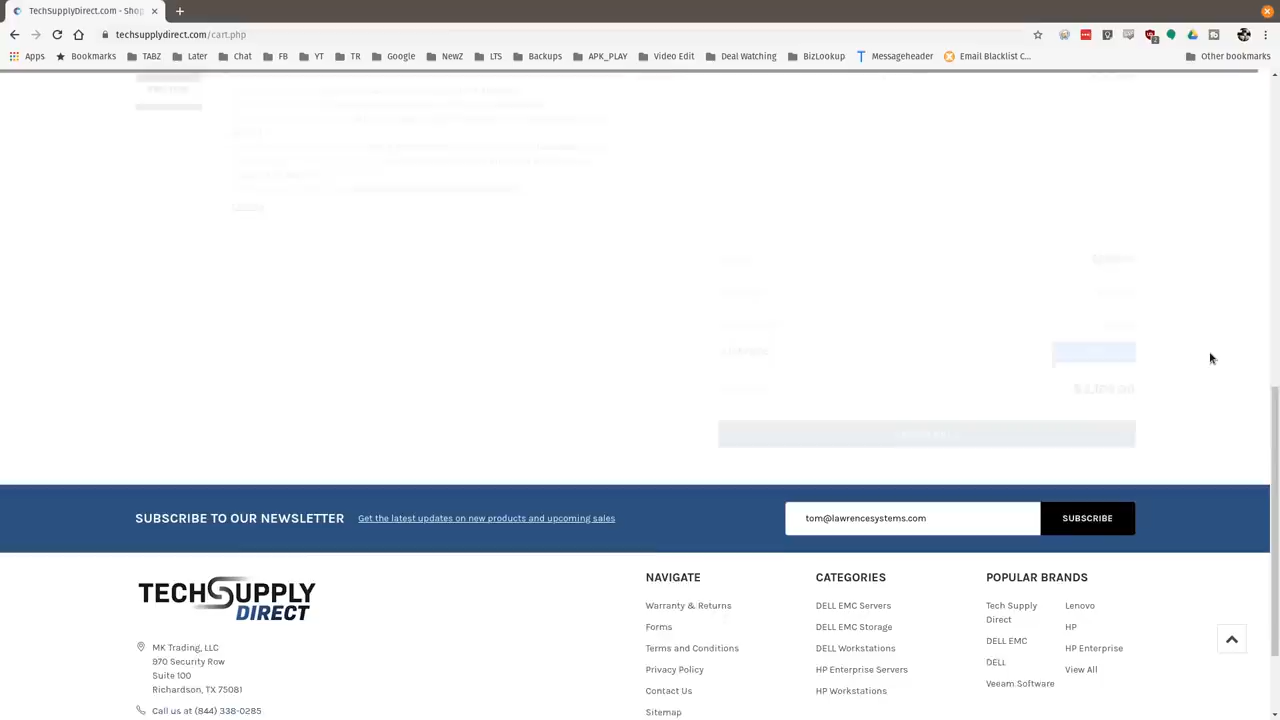 TechSupplyDirect.com - Shop
techsupplydirect.com/cart.php
Apps
Bookmarks
TABZ
Later
Chat
FB
YT
TR
Google
NewZ
LTS
Backups
APK_PLAY
Video Edit
Deal Watching
BizLookup
Messageheader
Email Blacklist C...
Other bookmarks
SUBSCRIBE TO OUR NEWSLETTER
Get the latest updates on new products and upcoming sales
tom@lawrencesystems.com
SUBSCRIBE
TECHSUPPLY
DIRECT
MK Trading, LLC
970 Security Row
Suite 100
Richardson, TX 75081
Call us at (844) 338-0285
NAVIGATE
Warranty & Returns
Forms
Terms and Conditions
Privacy Policy
Contact Us
Sitemap
CATEGORIES
DELL EMC Servers
DELL EMC Storage
DELL Workstations
HP Enterprise Servers
HP Workstations
POPULAR BRANDS
Tech Supply
Direct
DELL EMC
DELL
Veeam Software
Lenovo
HP
HP Enterprise
View All